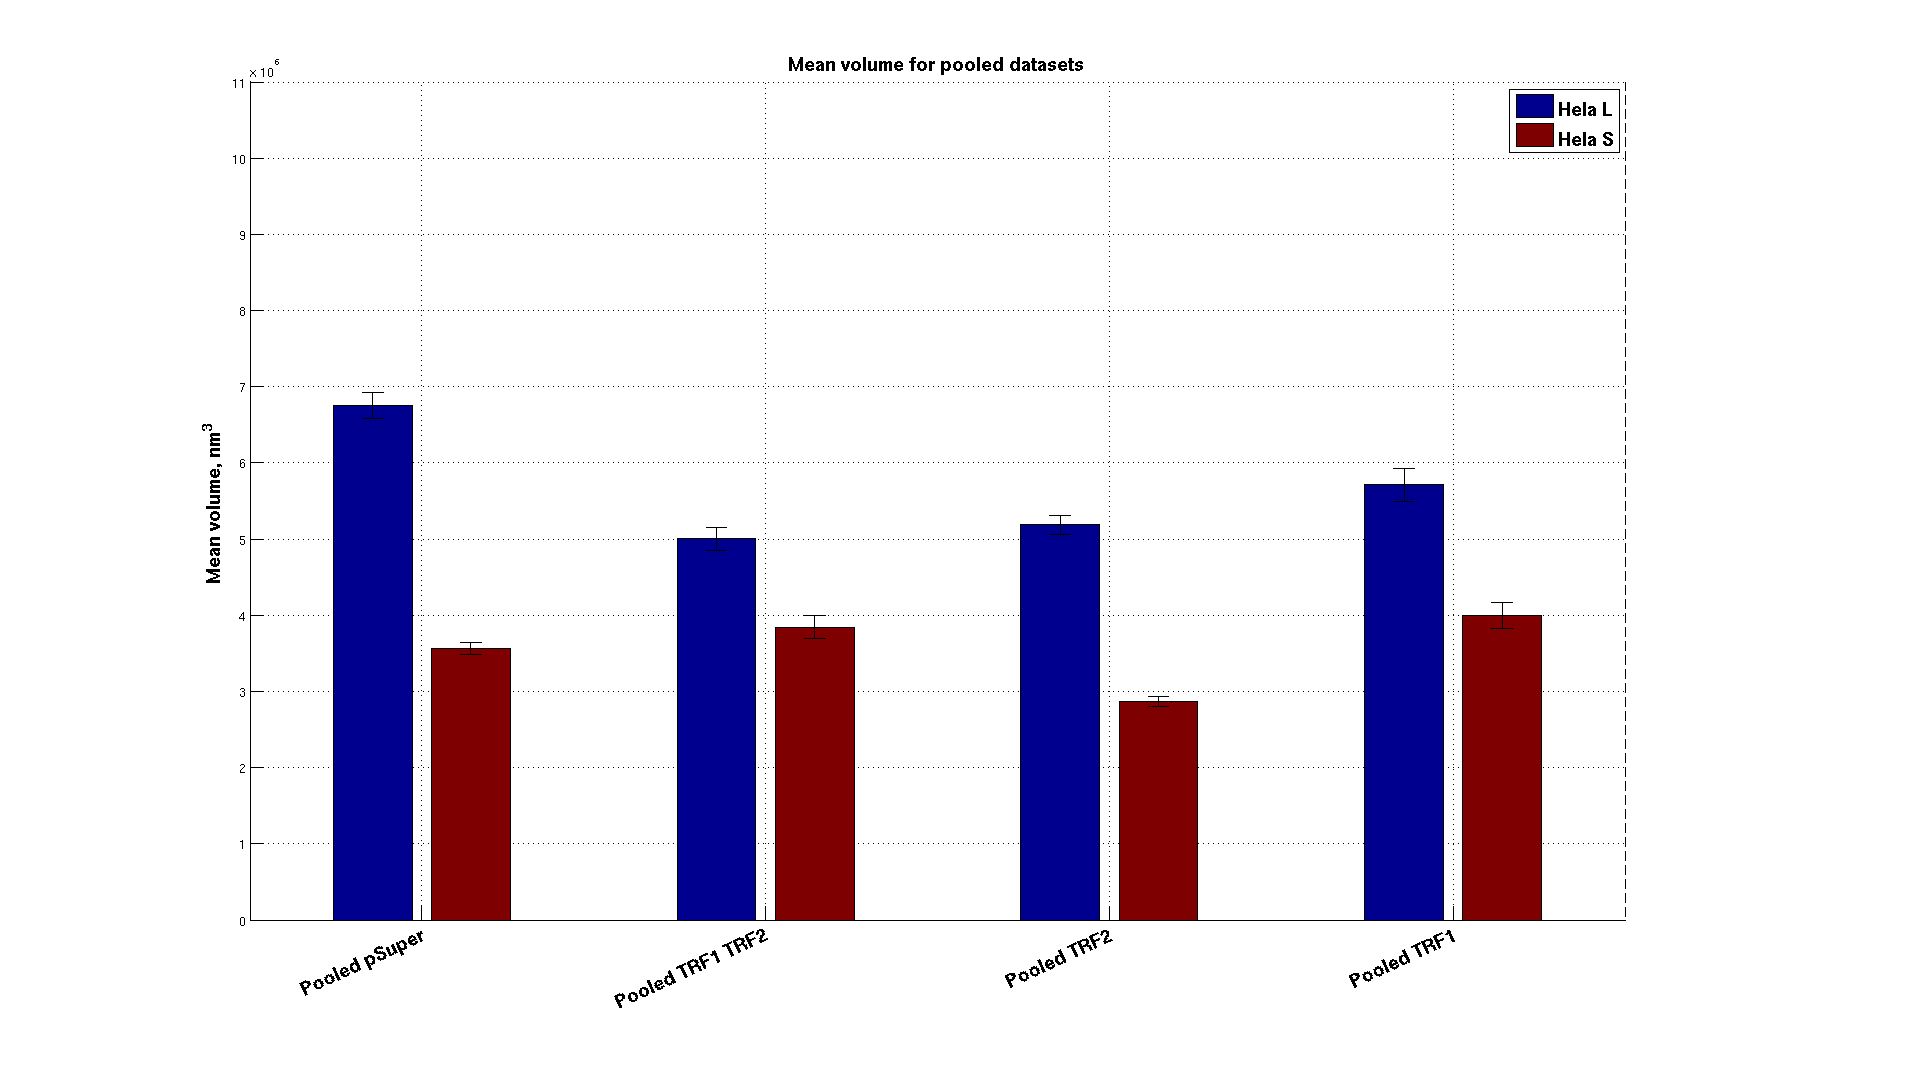 Mean volume for pooled datasets
× 10⁶
11
10
9
8
7
6
5
4
3
2
1
0
Mean volume, nm³
Hela L
Hela S
Pooled pSuper
Pooled TRF1 TRF2
Pooled TRF2
Pooled TRF1